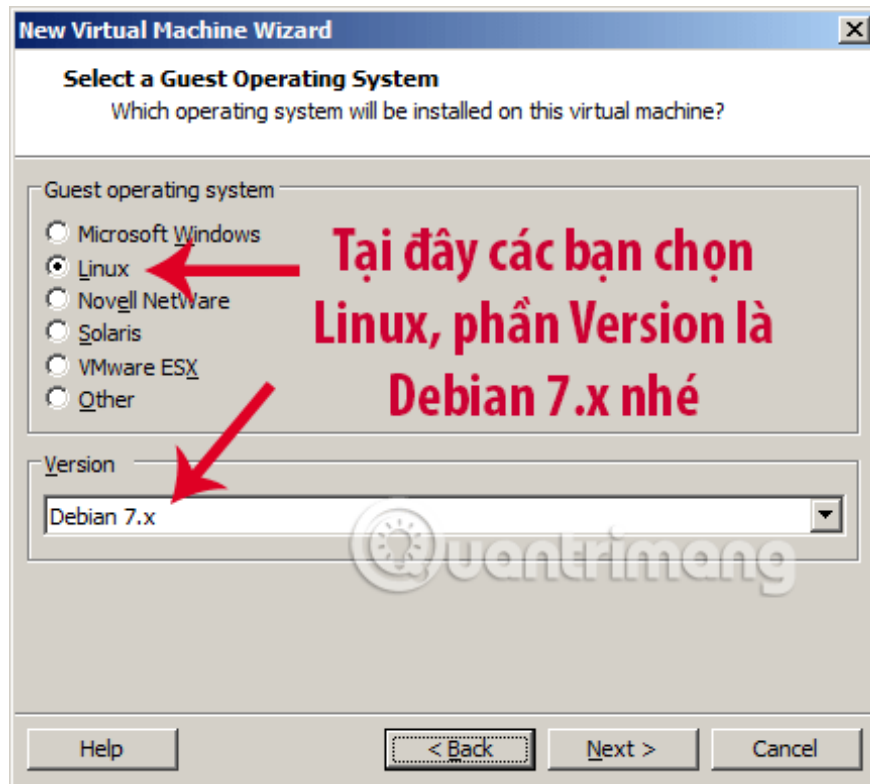 New Virtual Machine Wizard
Select a Guest Operating System
Which operating system will be installed on this virtual machine?
Guest operating system
Microsoft Windows
Linux
Novell NetWare
Solaris
VMware ESX
Other
Tại đây các bạn chọn
Linux, phần Version là
Debian 7.x nhé
Version
Debian 7.x
Quantrimang
Help
< Back
Next >
Cancel